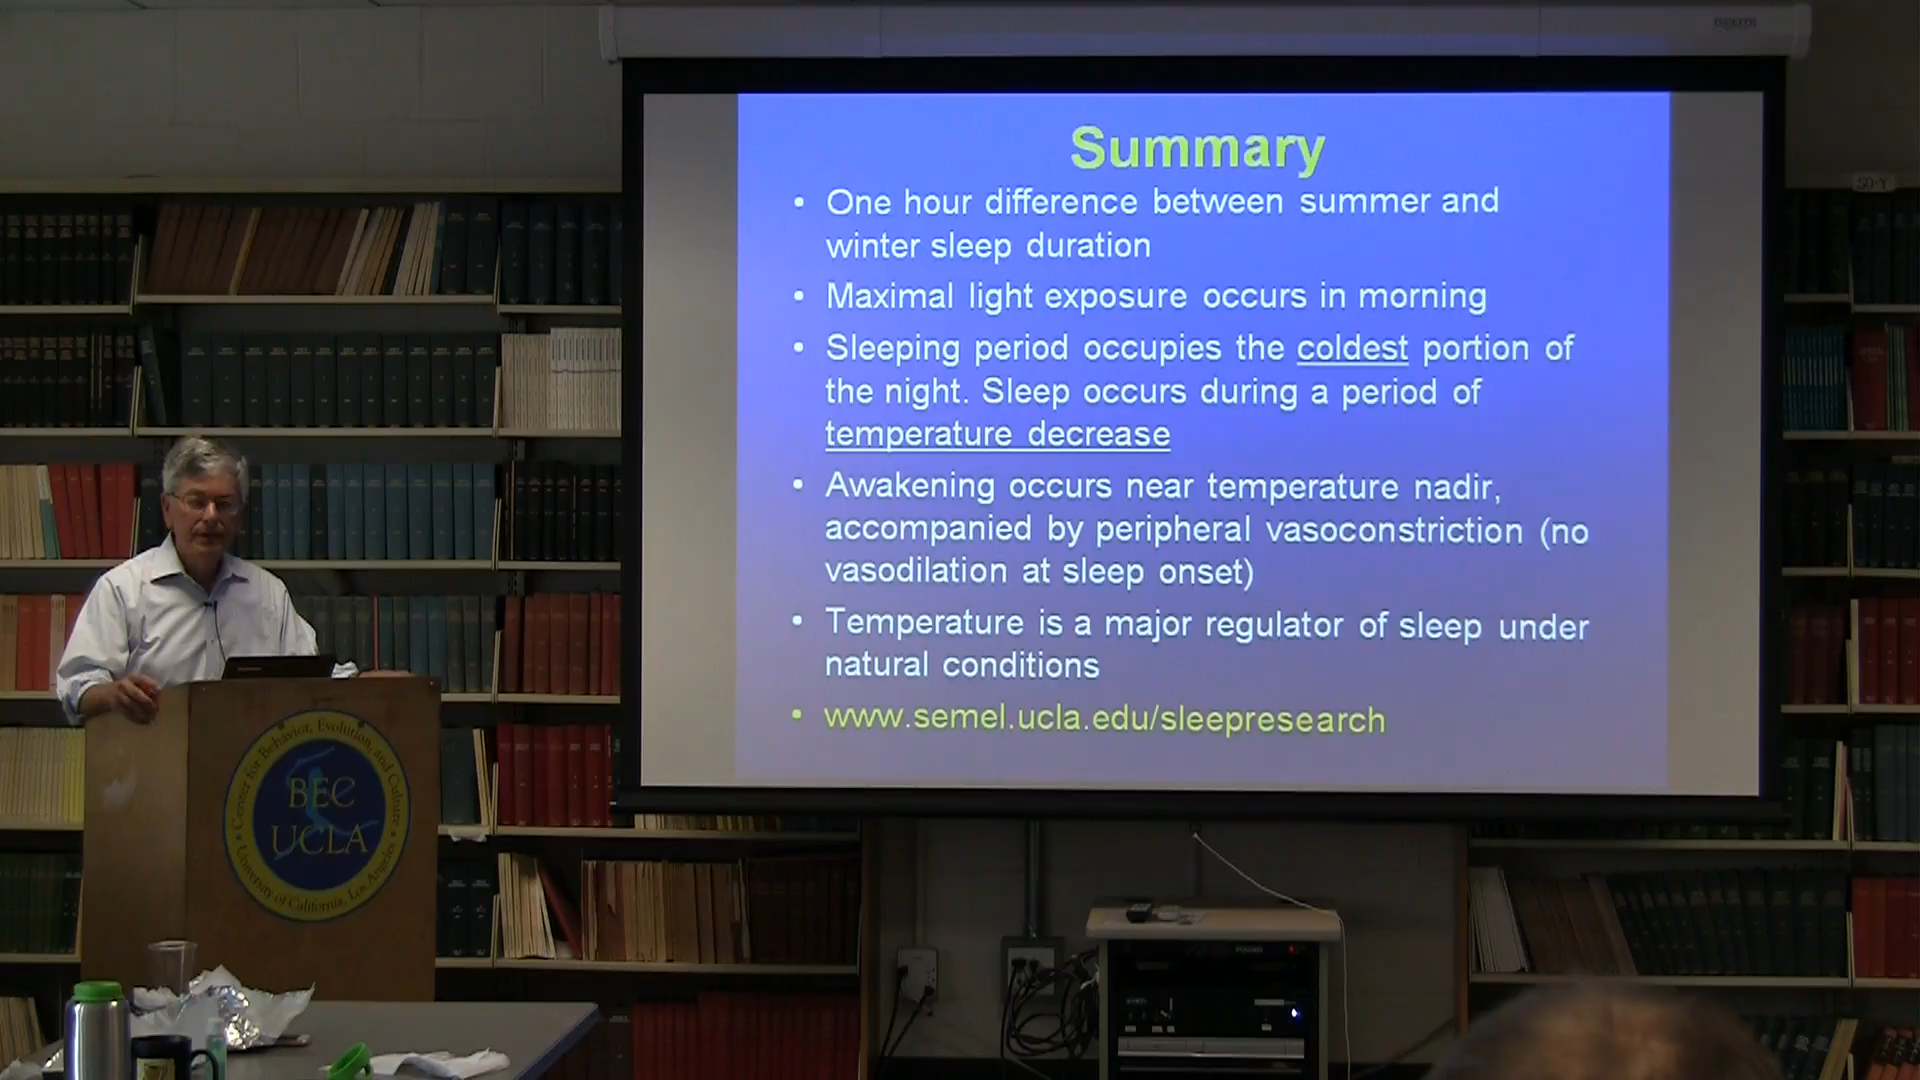 Summary
• One hour difference between summer and
winter sleep duration
• Maximal light exposure occurs in morning
• Sleeping period occupies the coldest portion of
the night. Sleep occurs during a period of
temperature decrease
• Awakening occurs near temperature nadir,
accompanied by peripheral vasoconstriction (no
vasodilation at sleep onset)
• Temperature is a major regulator of sleep under
natural conditions
• www.semel.ucla.edu/sleepresearch
Center for Behavior, Evolution, and Culture
BEC
UCLA
University of California, Los Angeles